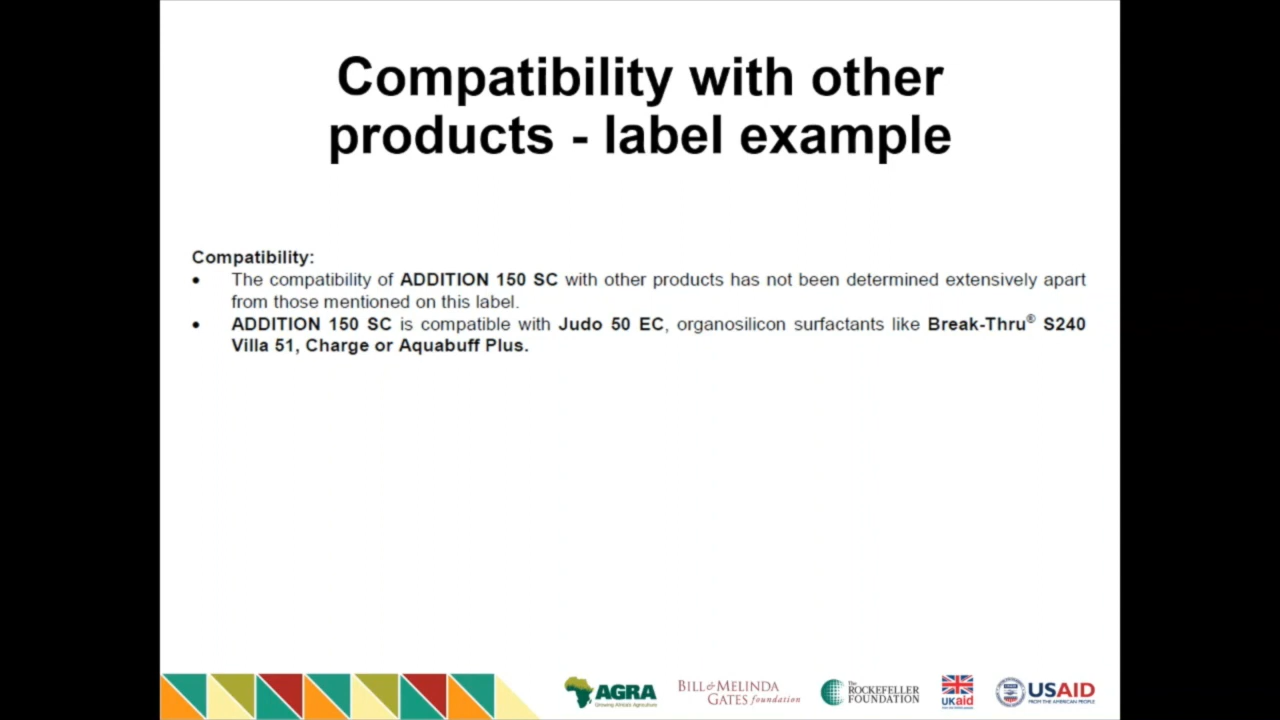 Compatibility with other
products - label example
Compatibility:
• The compatibility of ADDITION 150 SC with other products has not been determined extensively apart
from those mentioned on this label.
• ADDITION 150 SC is compatible with Judo 50 EC, organosilicon surfactants like Break-Thru® S240
Villa 51, Charge or Aquabuff Plus.
AGRA
Growing Africa's Agriculture
BILL & MELINDA
GATES foundation
The
ROCKEFELLER
FOUNDATION
UKaid
USAID
FROM THE AMERICAN PEOPLE